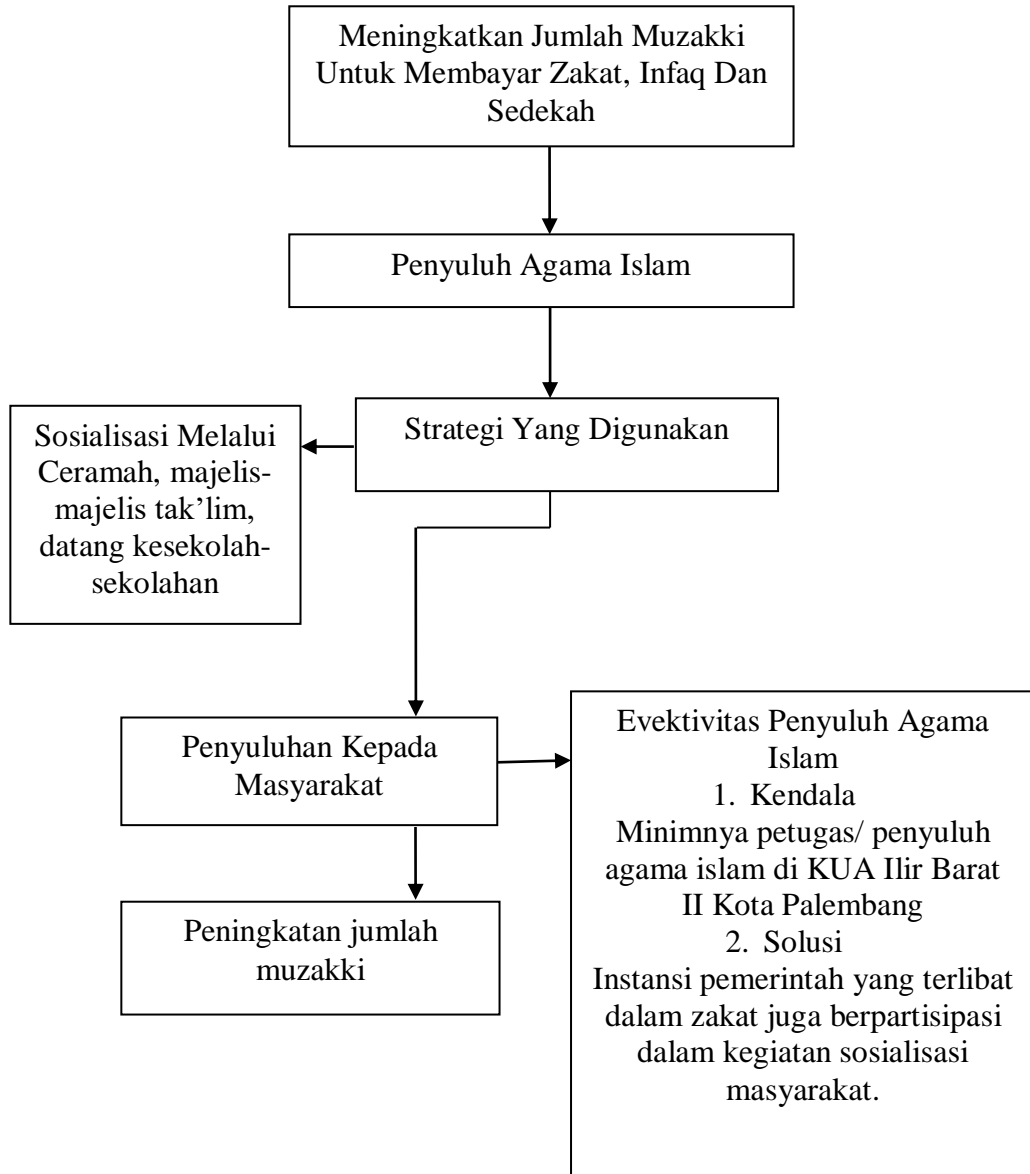 Meningkatkan Jumlah Muzakki
Untuk Membayar Zakat, Infaq Dan
Sedekah
Penyuluh Agama Islam
Strategi Yang Digunakan
Sosialisasi Melalui
Ceramah, majelis-
majelis tak’lim,
datang kesekolah-
sekolahan
Penyuluhan Kepada
Masyarakat
Evektivitas Penyuluh Agama
Islam
1. Kendala
Minimnya petugas/ penyuluh
agama islam di KUA Ilir Barat
II Kota Palembang
2. Solusi
Instansi pemerintah yang terlibat
dalam zakat juga berpartisipasi
dalam kegiatan sosialisasi
masyarakat.
Peningkatan jumlah
muzakki